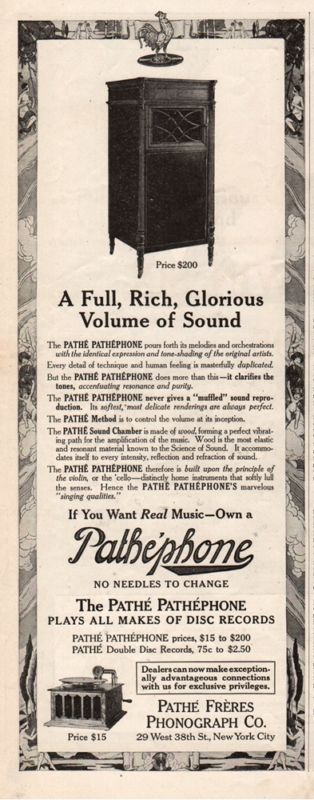 Price $200
A Full, Rich, Glorious
Volume of Sound
The PATHÉ PATHÉPHONE pours forth its melodies and orchestrations
with the identical expression and tone-shading of the original artists.
Every detail of technique and human feeling is masterfully duplicated.
But the PATHÉ PATHÉPHONE does more than this—it clarifies the
tones, accentuating resonance and purity.
The PATHÉ PATHÉPHONE never gives a "muffled" sound repro-
duction. Its softest, most delicate renderings are always perfect.
The PATHÉ Method is to control the volume at its inception.
The PATHÉ Sound Chamber is made of wood, forming a perfect vibrat-
ing path for the amplification of the music. Wood is the most elastic
and resonant material known to the Science of Sound. It accommo-
dates itself to every intensity, reflection and refraction of sound.
The PATHÉ PATHÉPHONE therefore is built upon the principle of
the violin, or the 'cello—distinctly home instruments that softly lull
the senses. Hence the PATHÉ PATHÉPHONE'S marvelous
"singing qualities."
If You Want Real Music—Own a
Pathéphone
NO NEEDLES TO CHANGE
The PATHÉ PATHÉPHONE
PLAYS ALL MAKES OF DISC RECORDS
PATHÉ PATHÉPHONE prices, $15 to $200
PATHÉ Double Disc Records, 75c to $2.50
Dealers can now make exception-
ally advantageous connections
with us for exclusive privileges.
PATHÉ FRÈRES
PHONOGRAPH CO.
29 West 38th St., New York City
Price $15